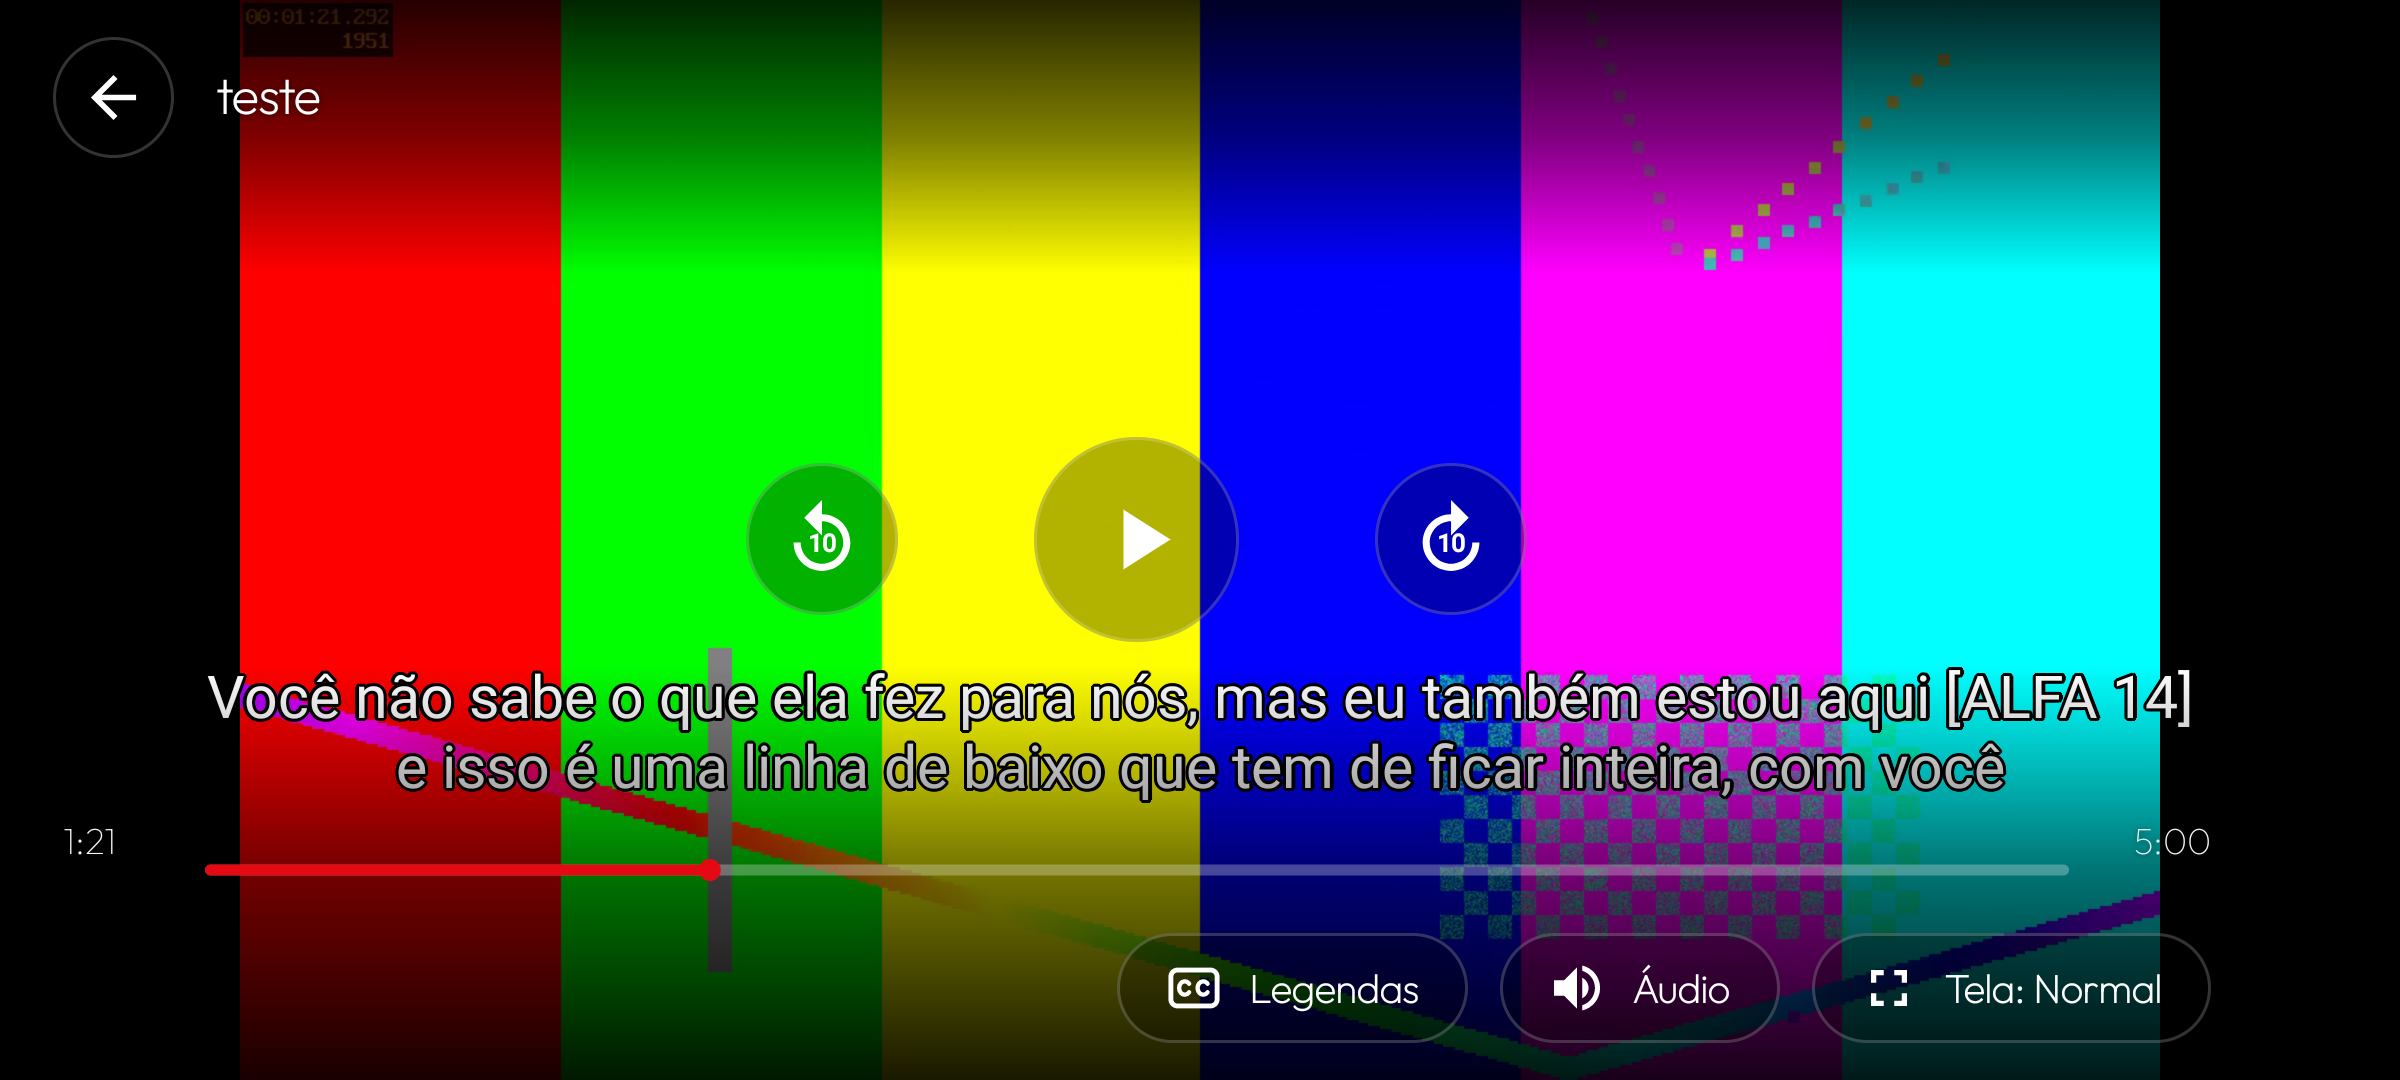 00:01:21.292
1951
teste
10
10
Você não sabe o que ela fez para nós, mas eu também estou aqui [ALFA 14]
e isso é uma linha de baixo que tem de ficar inteira, com você
1:21
5:00
CC Legendas
Áudio
Tela: Normal